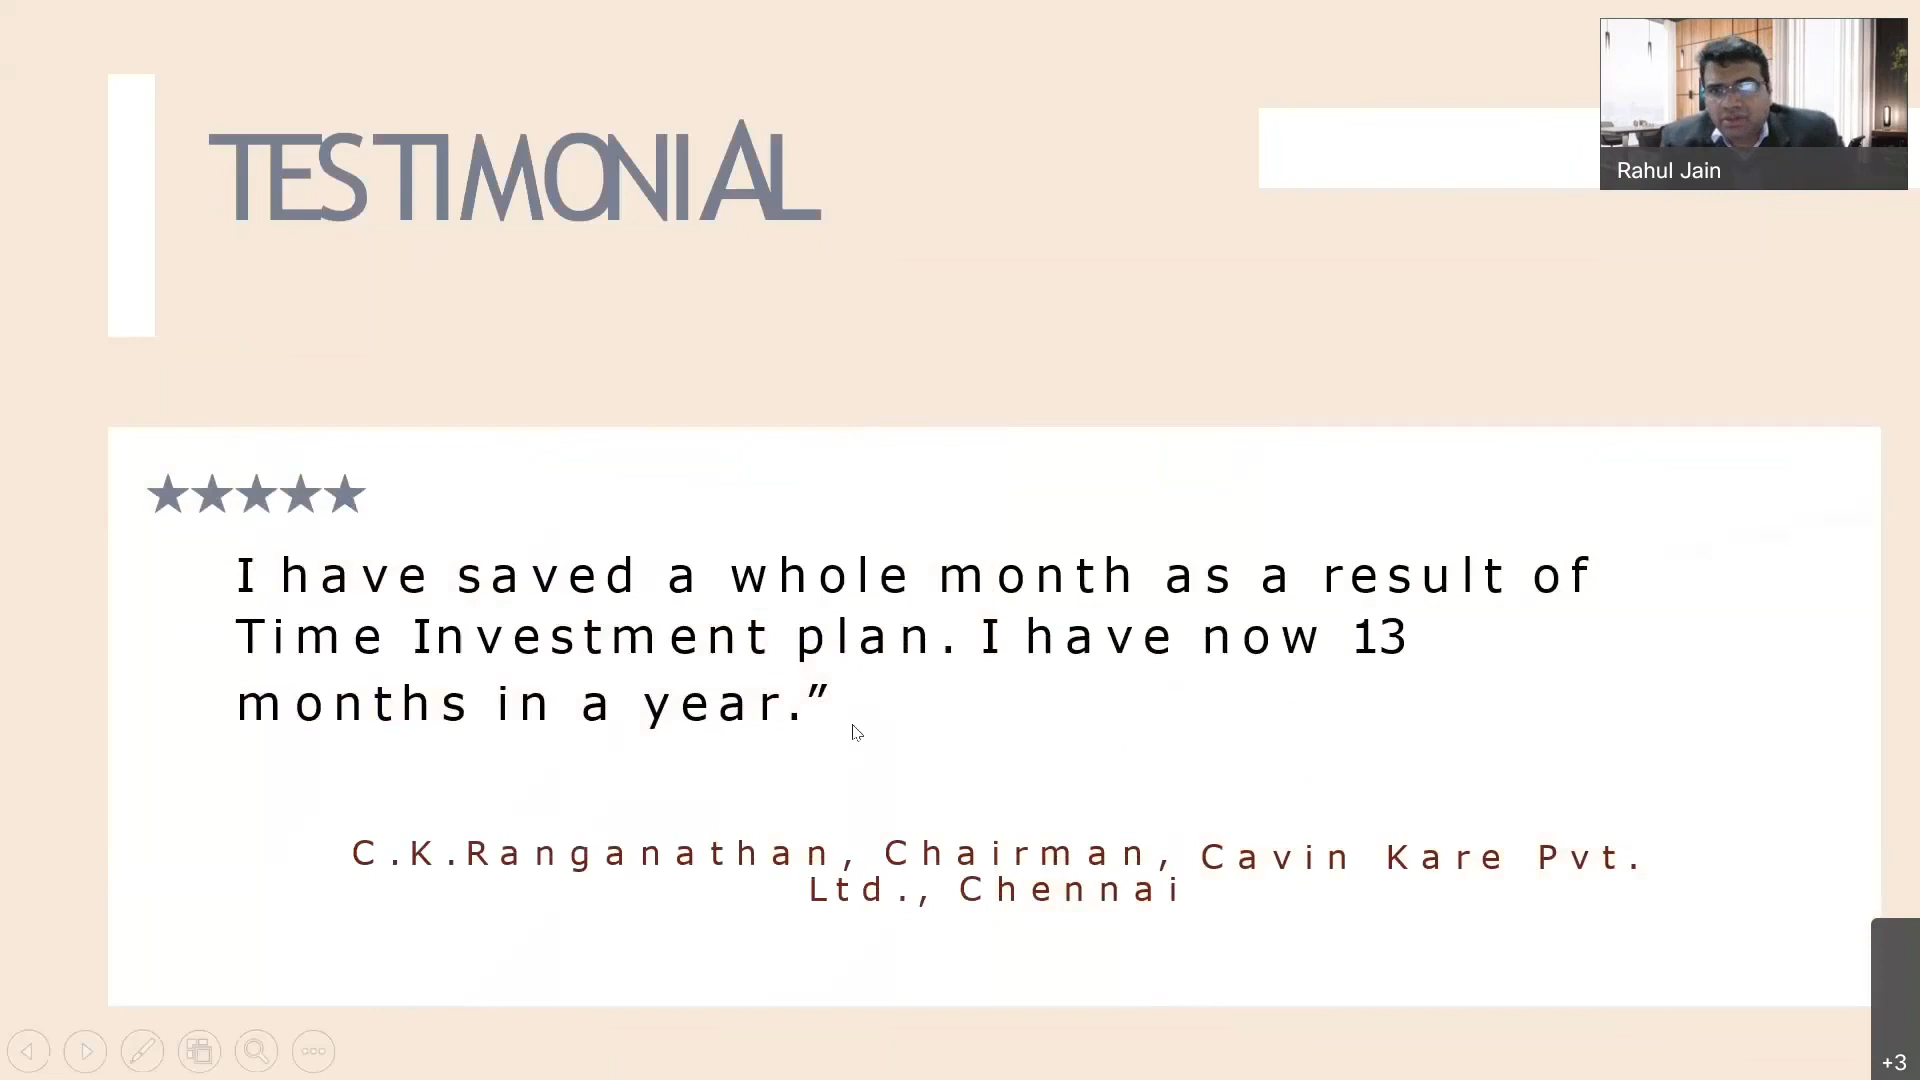 TESTIMONIAL
Rahul Jain
I have saved a whole month as a result of
Time Investment plan. I have now 13
months in a year.”
C.K.Ranganathan, Chairman, Cavin Kare Pvt.
Ltd., Chennai
+3